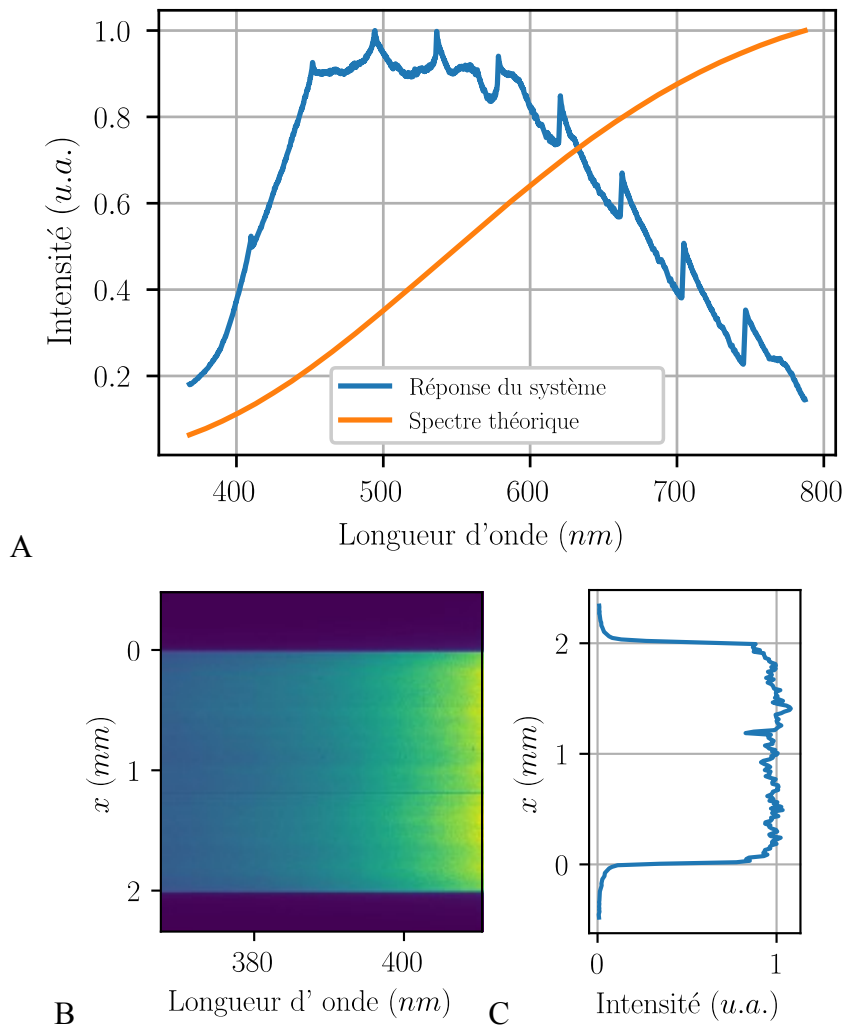 1.0
0.8
0.6
0.4
0.2
Intensité (u.a.)
Réponse du système
Spectre théorique
400 500 600 700 800
Longueur d'onde (nm)
A
0
1
2
x (mm)
380 400
Longueur d' onde (nm)
B
2
1
0
x (mm)
0 1
Intensité (u.a.)
C